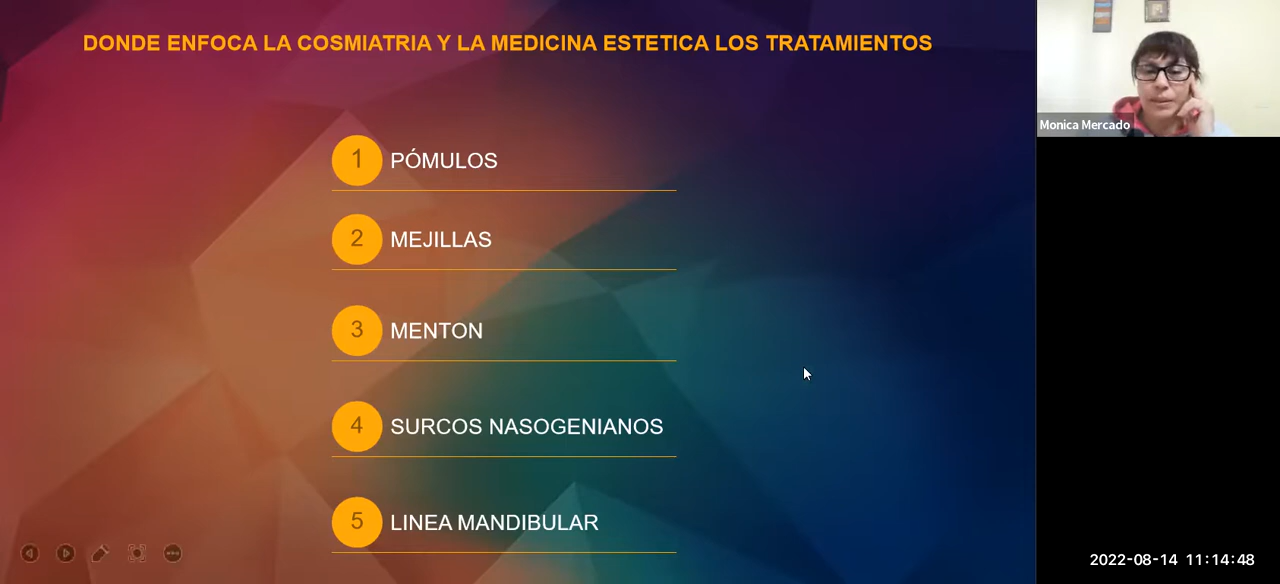 DONDE ENFOCA LA COSMIATRIA Y LA MEDICINA ESTETICA LOS TRATAMIENTOS
1 PÓMULOS
2 MEJILLAS
3 MENTON
4 SURCOS NASOGENIANOS
5 LINEA MANDIBULAR
Monica Mercado
2022-08-14 11:14:48